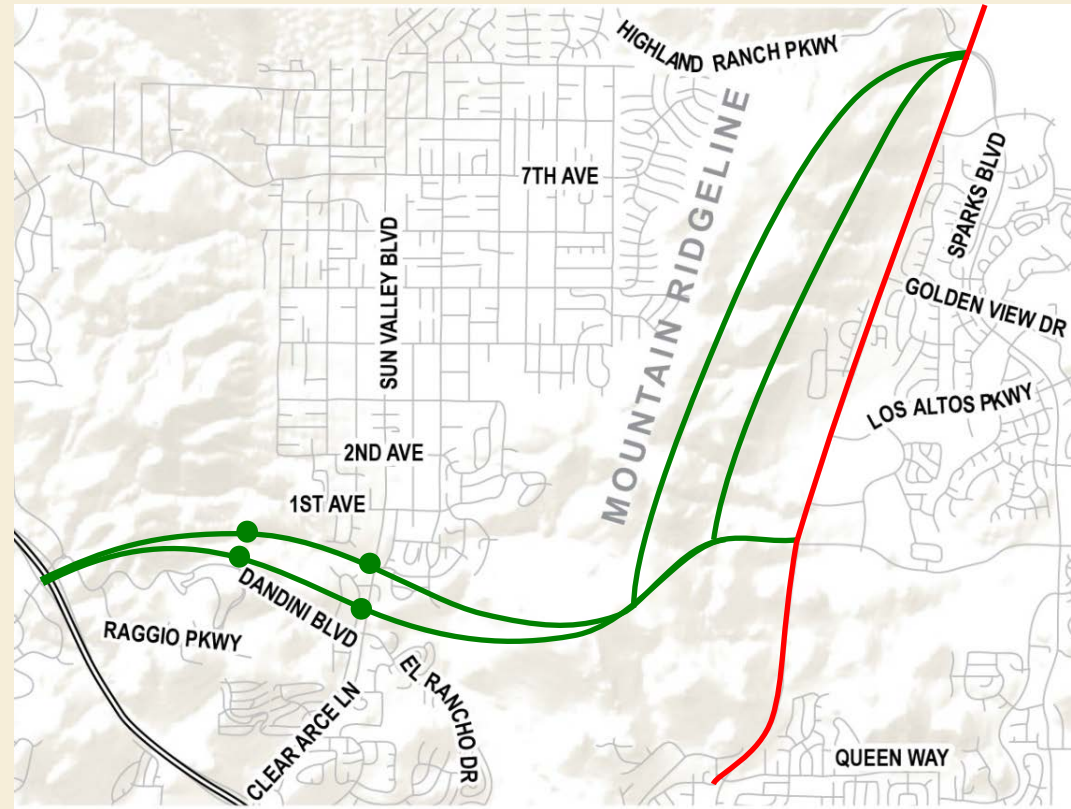 HIGHLAND RANCH PKWY
7TH AVE
MOUNTAIN RIDGELINE
SPARKS BLVD
SUN VALLEY BLVD
GOLDEN VIEW DR
LOS ALTOS PKWY
2ND AVE
1ST AVE
DANDINI BLVD
RAGGIO PKWY
EL RANCHO DR
CLEAR ARCE LN
QUEEN WAY